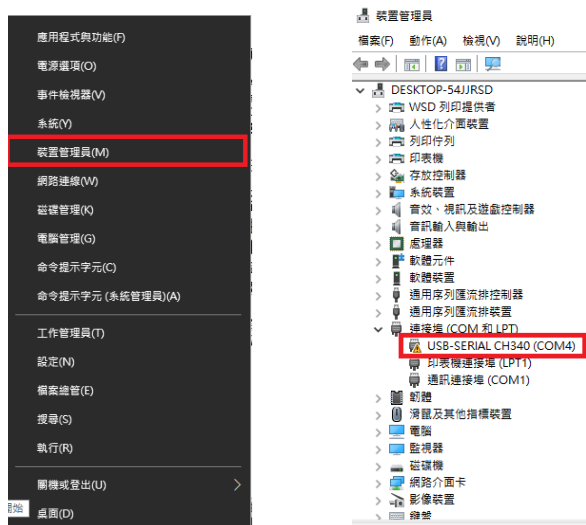 應用程式與功能(F)
電源選項(O)
事件檢視器(V)
系統(Y)
裝置管理員(M)
網路連線(W)
磁碟管理(K)
電腦管理(G)
命令提示字元(C)
命令提示字元 (系統管理員)(A)
工作管理員(T)
設定(N)
檔案總管(E)
搜尋(S)
執行(R)
關機或登出(U)
桌面(D)
裝置管理員
檔案(F) 動作(A) 檢視(V) 說明(H)
DESKTOP-54JJRSD
WSD 列印提供者
人性化介面裝置
列印佇列
印表機
存放控制器
系統裝置
音效、視訊及遊戲控制器
音訊輸入與輸出
處理器
軟體元件
軟體裝置
通用序列匯流排控制器
通用序列匯流排裝置
連接埠 (COM 和 LPT)
USB-SERIAL CH340 (COM4)
印表機連接埠 (LPT1)
通訊連接埠 (COM1)
韌體
滑鼠及其他指標裝置
電腦
監視器
磁碟機
網路介面卡
影像裝置
鍵盤